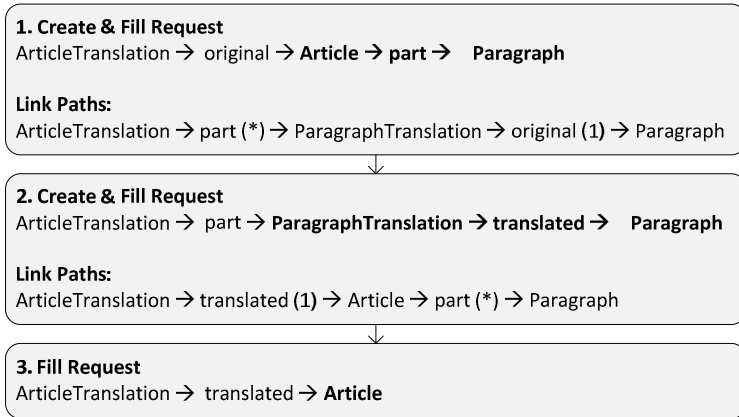 1. Create & Fill Request
ArticleTranslation → original → Article → part → Paragraph
Link Paths:
ArticleTranslation → part (*) → ParagraphTranslation → original (1) → Paragraph
2. Create & Fill Request
ArticleTranslation → part → ParagraphTranslation → translated → Paragraph
Link Paths:
ArticleTranslation → translated (1) → Article → part (*) → Paragraph
3. Fill Request
ArticleTranslation → translated → Article